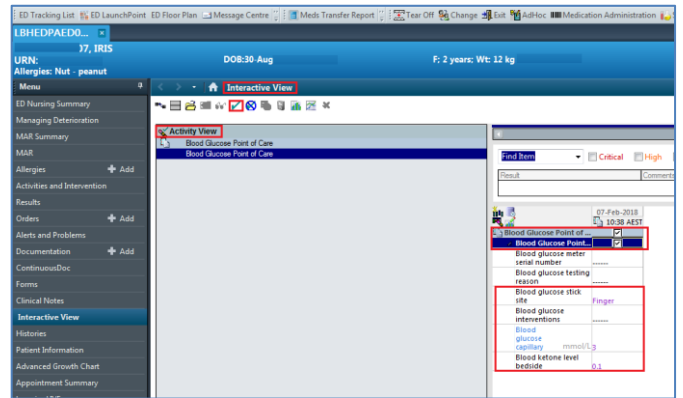 ED Tracking List ED LaunchPoint ED Floor Plan Message Centre Meds Transfer Report Tear Off Change Exit AdHoc Medication Administration
LBHEDPAED0...
07, IRIS
URN: DOB:30-Aug F; 2 years; Wt: 12 kg
Allergies: Nut - peanut
Menu
Interactive View
ED Nursing Summary
Managing Deterioration
MAR Summary
MAR
Allergies + Add
Activities and Intervention
Results
Orders + Add
Alerts and Problems
Documentation + Add
ContinuousDoc
Forms
Clinical Notes
Interactive View
Histories
Patient Information
Advanced Growth Chart
Appointment Summary
Activity View
Blood Glucose Point of Care
Blood Glucose Point of Care
Find Item Critical High
Result Comments
07-Feb-2018
10:38 AEST
Blood Glucose Point of ...
Blood Glucose Point...
Blood glucose meter
serial number
Blood glucose testing
reason
Blood glucose stick
site Finger
Blood glucose
interventions
Blood
glucose
capillary mmol/L 3
Blood ketone level
bedside 0.1